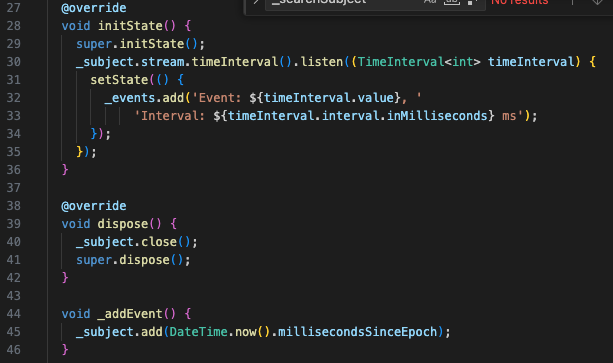 _searchSubject Aa ab .* No results
27 @override
28 void initState() {
29 super.initState();
30 _subject.stream.timeInterval().listen((TimeInterval<int> timeInterval) {
31 setState(() {
32 _events.add('Event: ${timeInterval.value}, '
33 'Interval: ${timeInterval.interval.inMilliseconds} ms');
34 });
35 });
36 }
37
38 @override
39 void dispose() {
40 _subject.close();
41 super.dispose();
42 }
43
44 void _addEvent() {
45 _subject.add(DateTime.now().millisecondsSinceEpoch);
46 }